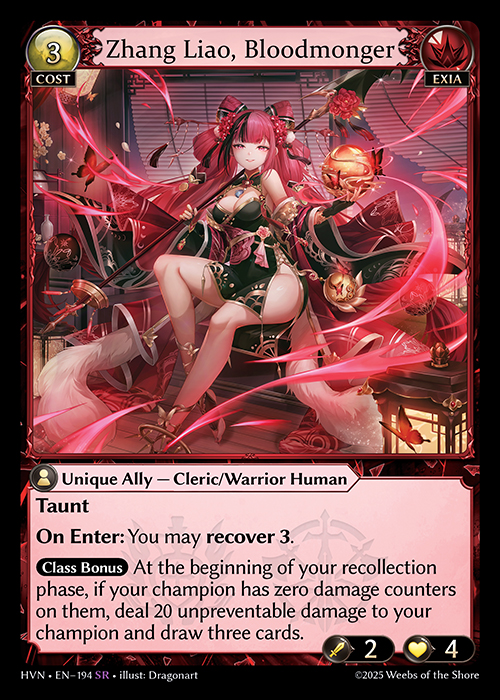 3
COST
Zhang Liao, Bloodmonger
EXIA
Unique Ally — Cleric/Warrior Human
Taunt
On Enter: You may recover 3.
Class Bonus At the beginning of your recollection
phase, if your champion has zero damage counters
on them, deal 20 unpreventable damage to your
champion and draw three cards.
2
4
HVN • EN–194 SR • illust: Dragonart
©2025 Weebs of the Shore